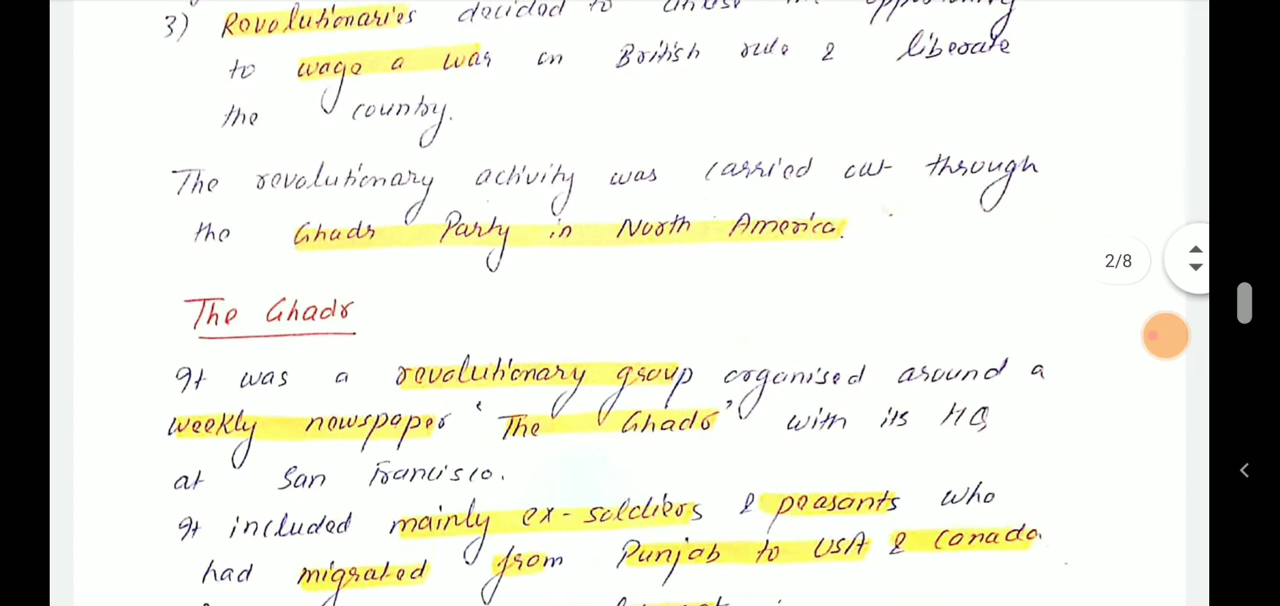 3) Revolutionaries decided to utilise the opportunity
to wage a war on British rule & liberate
the country.
The revolutionary activity was carried out through
the Ghadr Party in North America.
2/8
The Ghadr
It was a revolutionary group organised around a
weekly newspaper ‘The Ghadr’ with its HQ
at San Francisco.
It included mainly ex-soldiers & peasants who
had migrated from Punjab to USA & Canada.